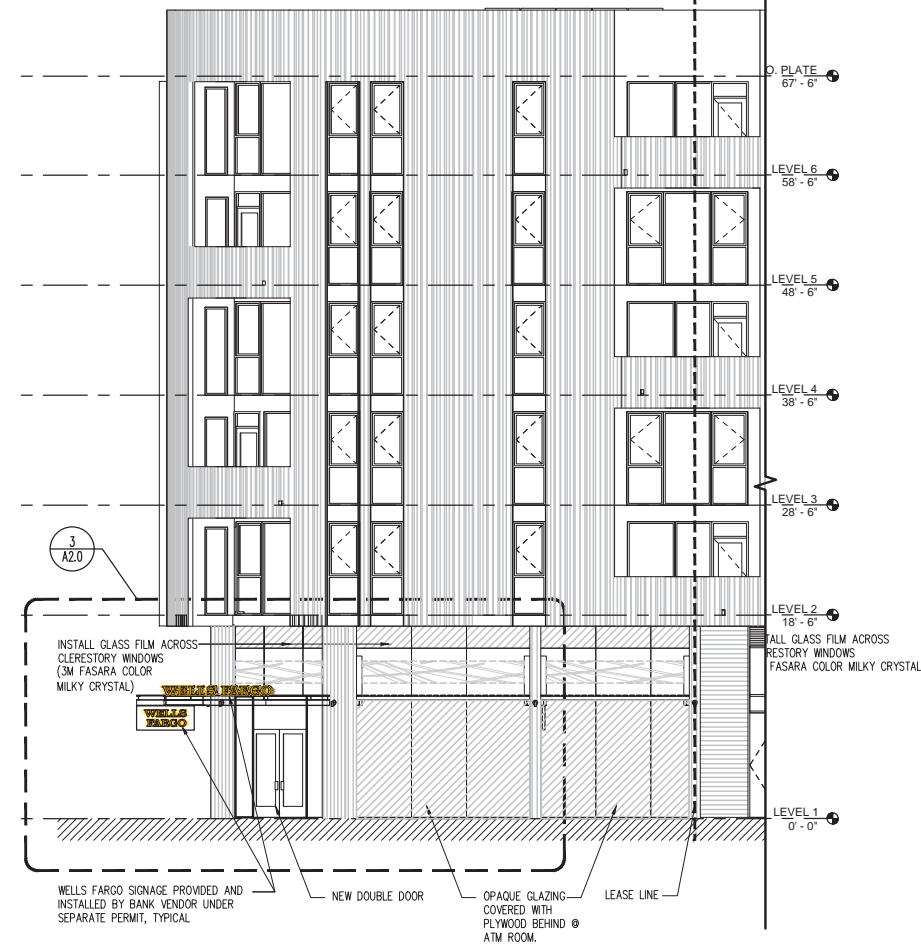 O. PLATE
67' - 6"
LEVEL 6
58' - 6"
LEVEL 5
48' - 6"
LEVEL 4
38' - 6"
LEVEL 3
28' - 6"
3
A2.0
LEVEL 2
18' - 6"
INSTALL GLASS FILM ACROSS
CLERESTORY WINDOWS
(3M FASARA COLOR
MILKY CRYSTAL)
TALL GLASS FILM ACROSS
RESTORY WINDOWS
FASARA COLOR MILKY CRYSTAL
WELLS FARGO
WELLS
FARGO
LEVEL 1
0' - 0"
WELLS FARGO SIGNAGE PROVIDED AND
INSTALLED BY BANK VENDOR UNDER
SEPARATE PERMIT, TYPICAL
NEW DOUBLE DOOR
OPAQUE GLAZING
COVERED WITH
PLYWOOD BEHIND @
ATM ROOM.
LEASE LINE